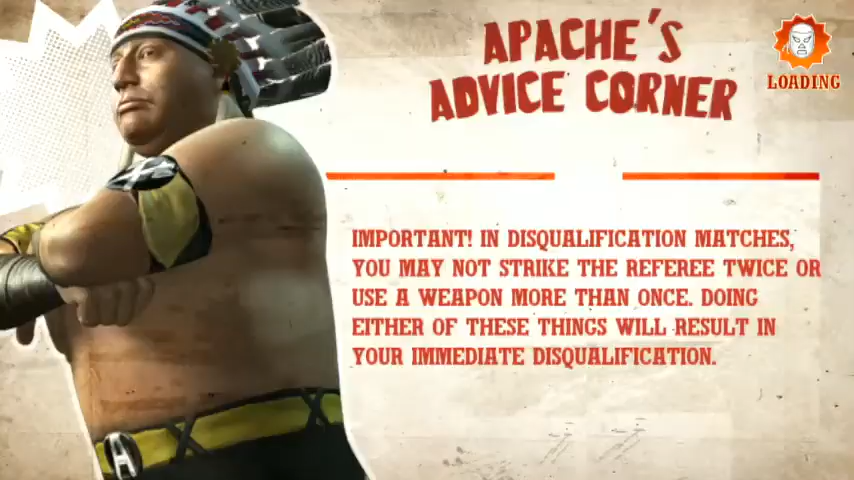 APACHE'S
ADVICE CORNER
LOADING
IMPORTANT! IN DISQUALIFICATION MATCHES,
YOU MAY NOT STRIKE THE REFEREE TWICE OR
USE A WEAPON MORE THAN ONCE. DOING
EITHER OF THESE THINGS WILL RESULT IN
YOUR IMMEDIATE DISQUALIFICATION.